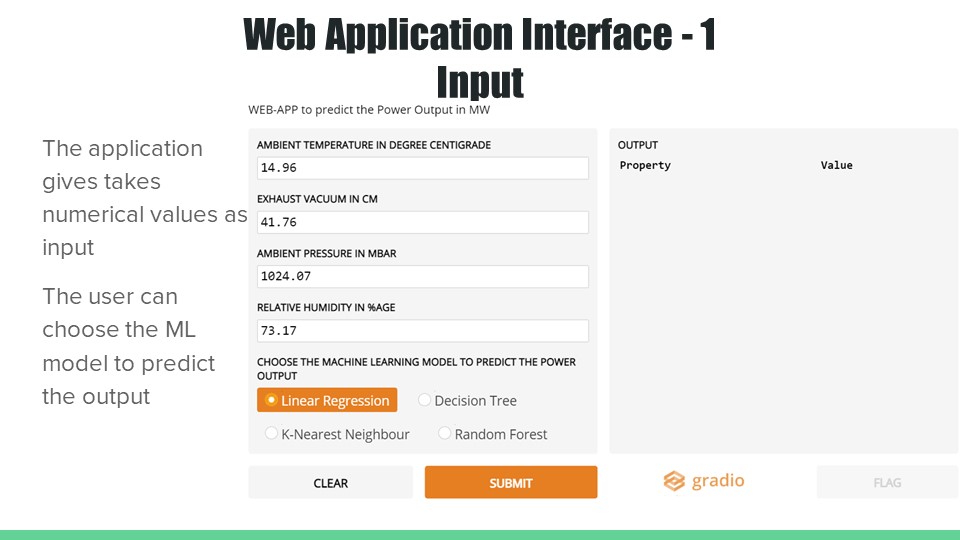 Web Application Interface - 1
Input
WEB-APP to predict the Power Output in MW
The application
gives takes
numerical values as
input
The user can
choose the ML
model to predict
the output
AMBIENT TEMPERATURE IN DEGREE CENTIGRADE
14.96
EXHAUST VACUUM IN CM
41.76
AMBIENT PRESSURE IN MBAR
1024.07
RELATIVE HUMIDITY IN %AGE
73.17
CHOOSE THE MACHINE LEARNING MODEL TO PREDICT THE POWER
OUTPUT
Linear Regression Decision Tree
K-Nearest Neighbour Random Forest
CLEAR SUBMIT
OUTPUT
Property Value
gradio FLAG